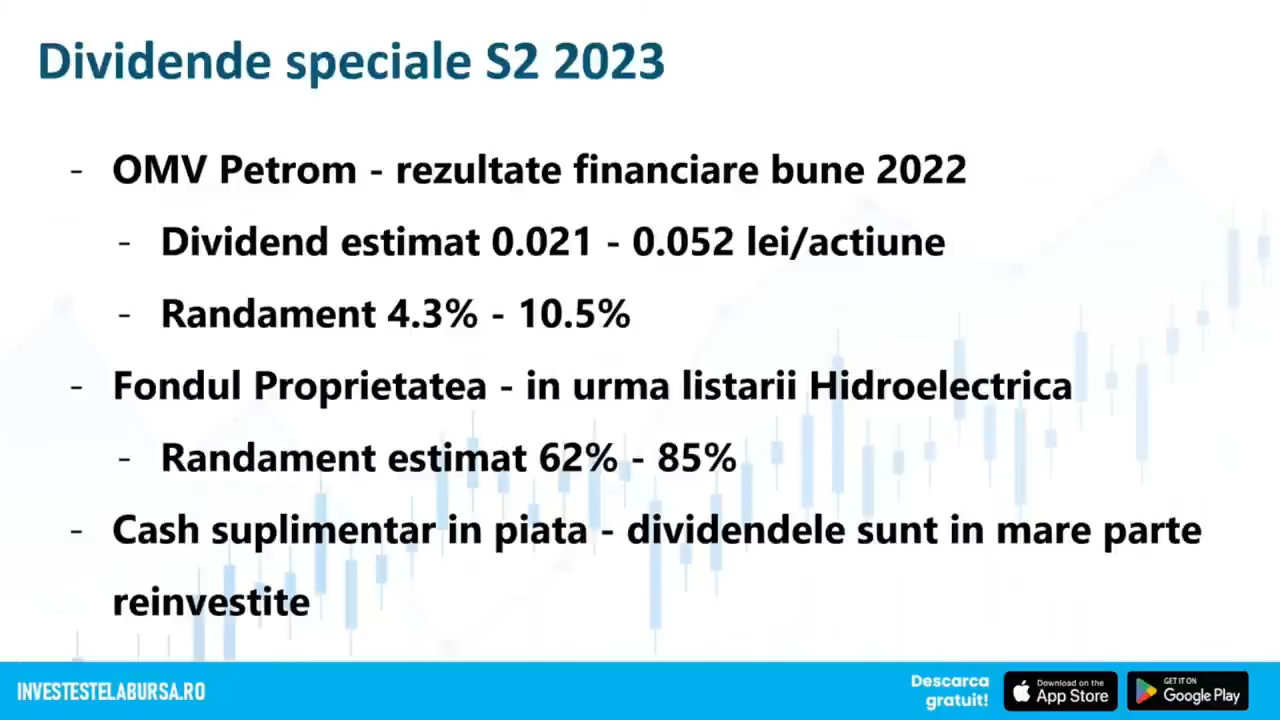 Dividende speciale S2 2023
- OMV Petrom - rezultate financiare bune 2022
- Dividend estimat 0.021 - 0.052 lei/actiune
- Randament 4.3% - 10.5%
- Fondul Proprietatea - in urma listarii Hidroelectrica
- Randament estimat 62% - 85%
- Cash suplimentar in piata - dividendele sunt in mare parte
reinvestite
INVESTESTELABURSA.RO
Descarca
gratuit!
Download on the
App Store
GET IT ON
Google Play